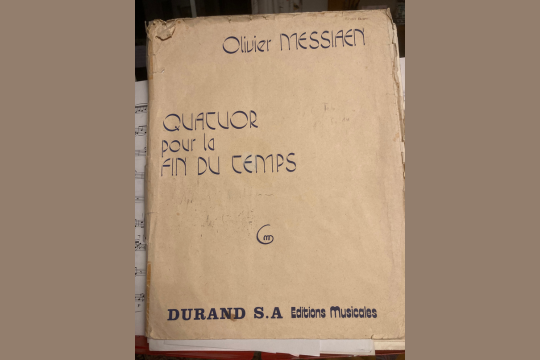 Olivier MESSIAEN
QUATUOR
pour la
FIN DU TEMPS
DURAND S.A Editions Musicales